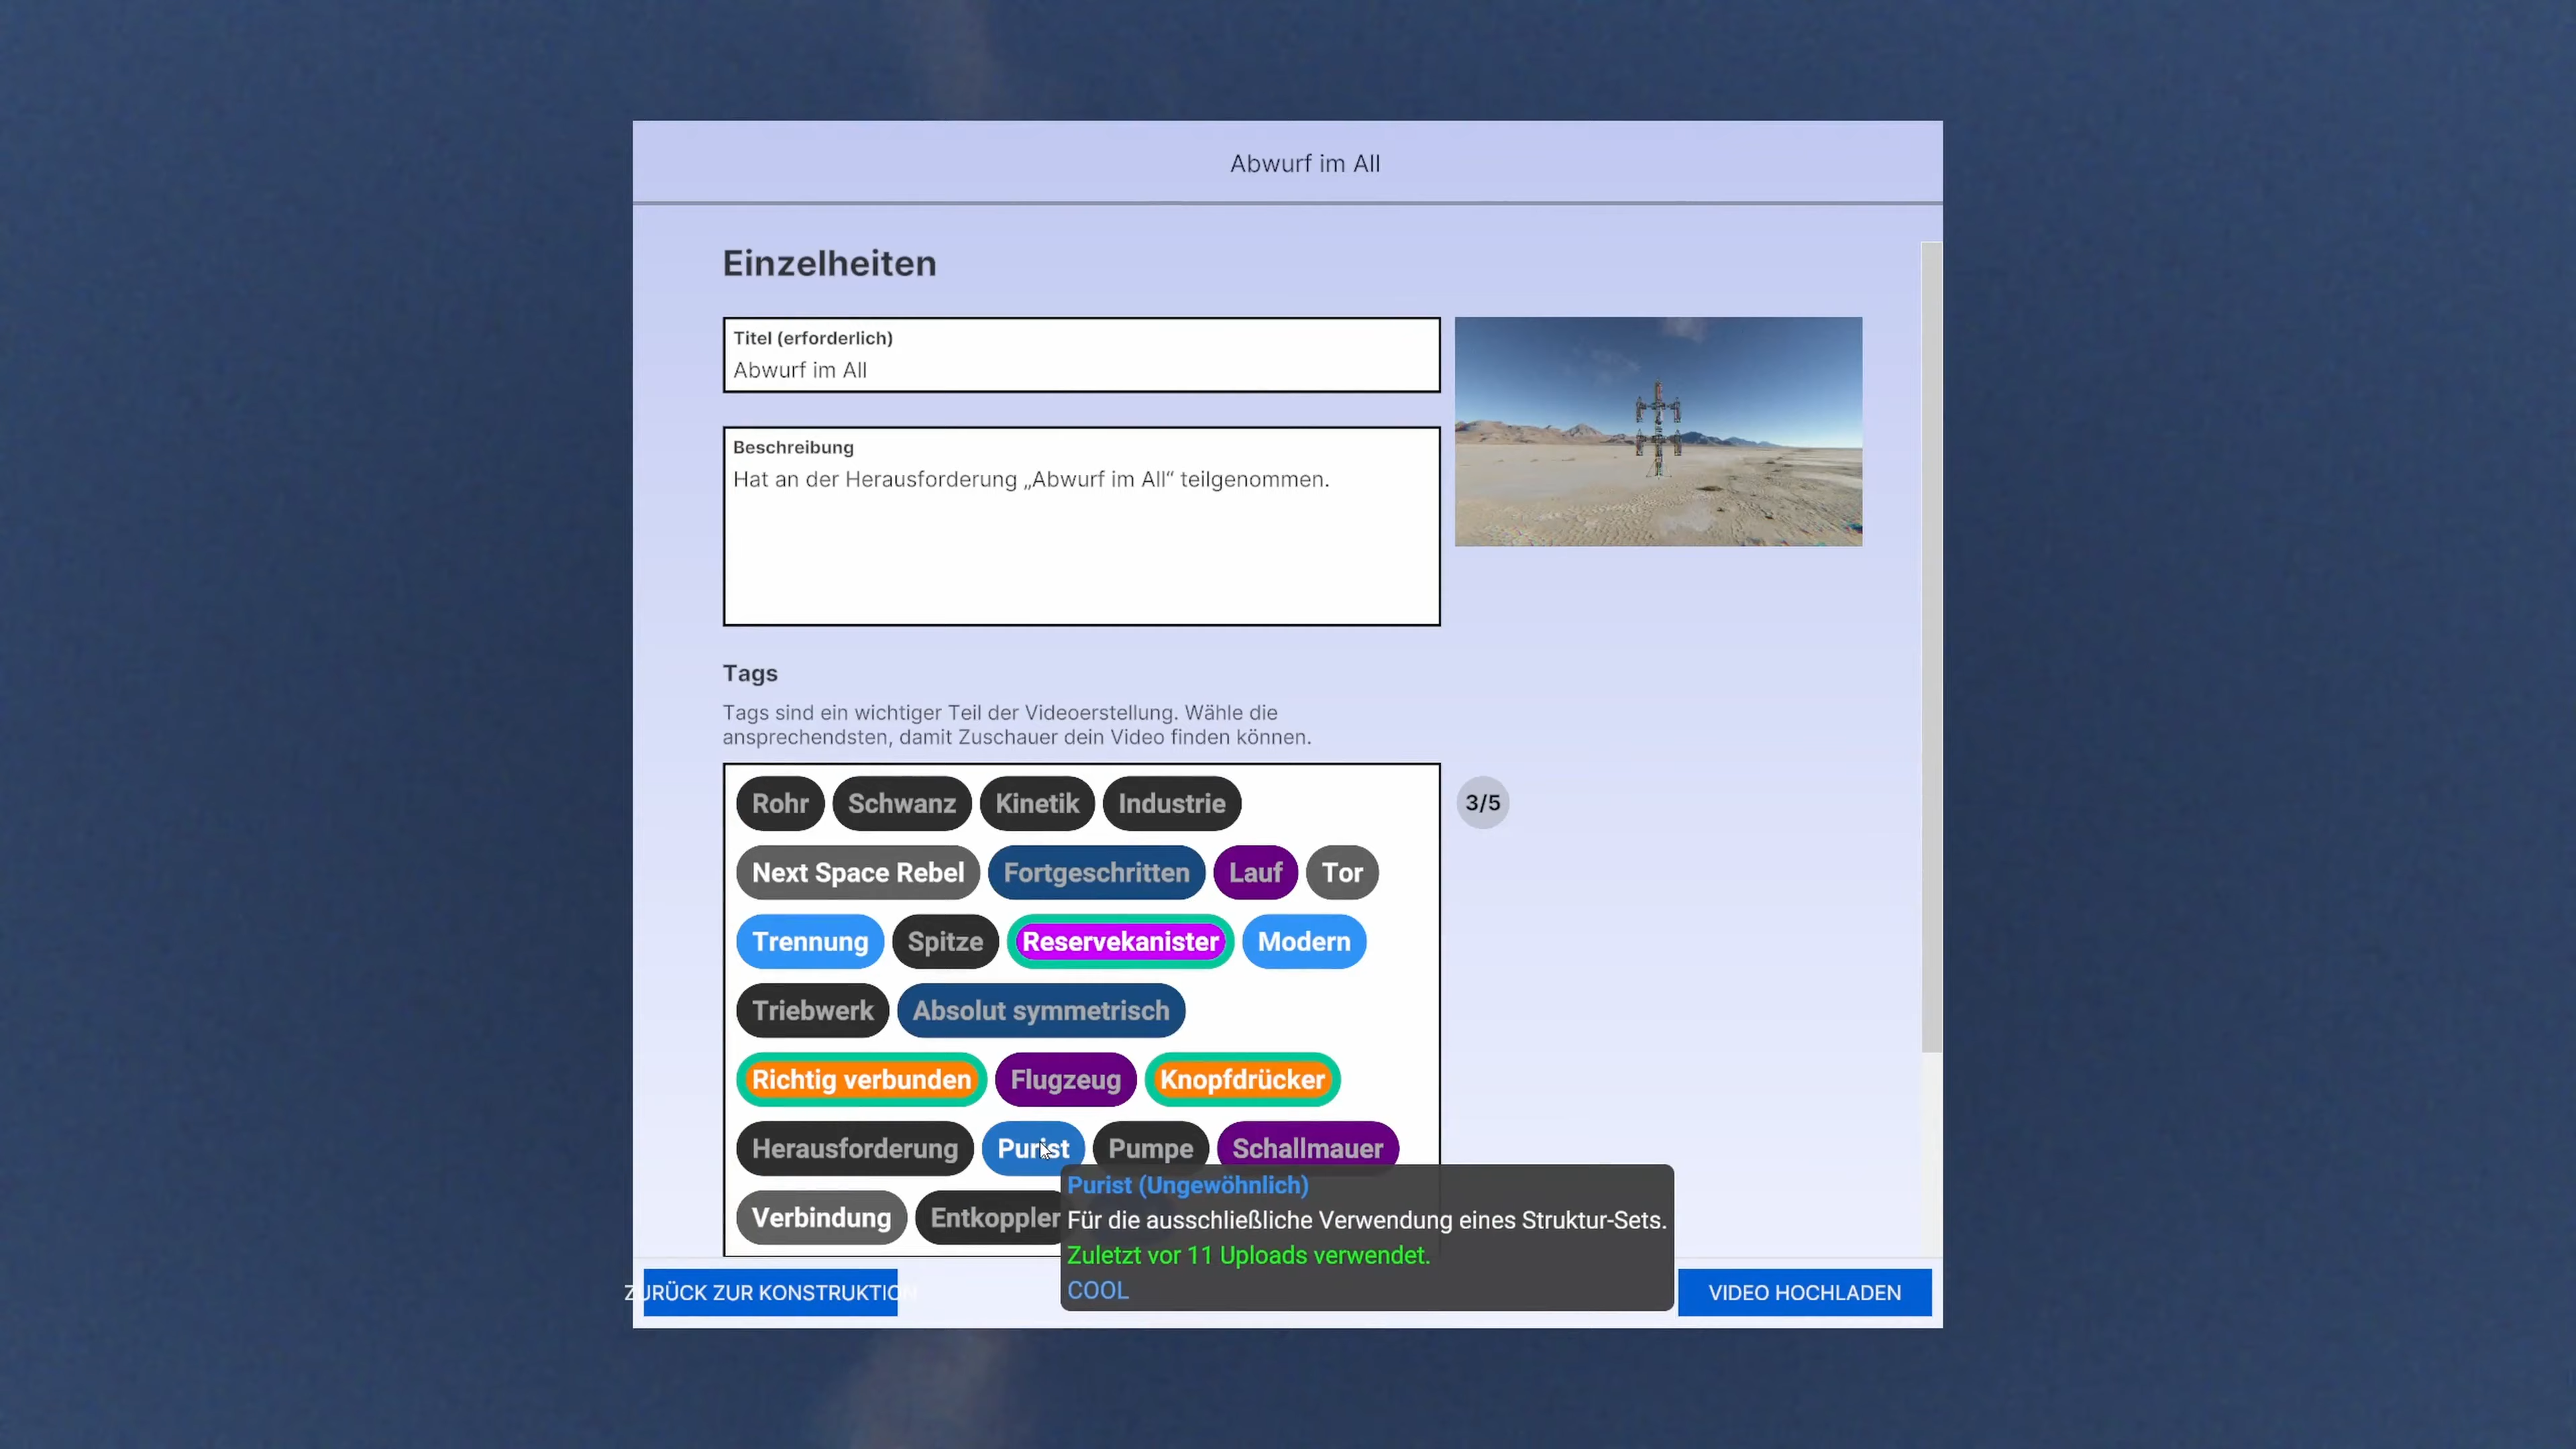 Abwurf im All
Einzelheiten
Titel (erforderlich)
Abwurf im All
Beschreibung
Hat an der Herausforderung „Abwurf im All“ teilgenommen.
Tags
Tags sind ein wichtiger Teil der Videoerstellung. Wähle die
ansprechendsten, damit Zuschauer dein Video finden können.
Rohr Schwanz Kinetik Industrie
3/5
Next Space Rebel Fortgeschritten Lauf Tor
Trennung Spitze Reservekanister Modern
Triebwerk Absolut symmetrisch
Richtig verbunden Flugzeug Knopfdrücker
Herausforderung Purist Pumpe Schallmauer
Verbindung Entkoppler
Purist (Ungewöhnlich)
Für die ausschließliche Verwendung eines Struktur-Sets.
Zuletzt vor 11 Uploads verwendet.
COOL
ZURÜCK ZUR KONSTRUKTION
VIDEO HOCHLADEN